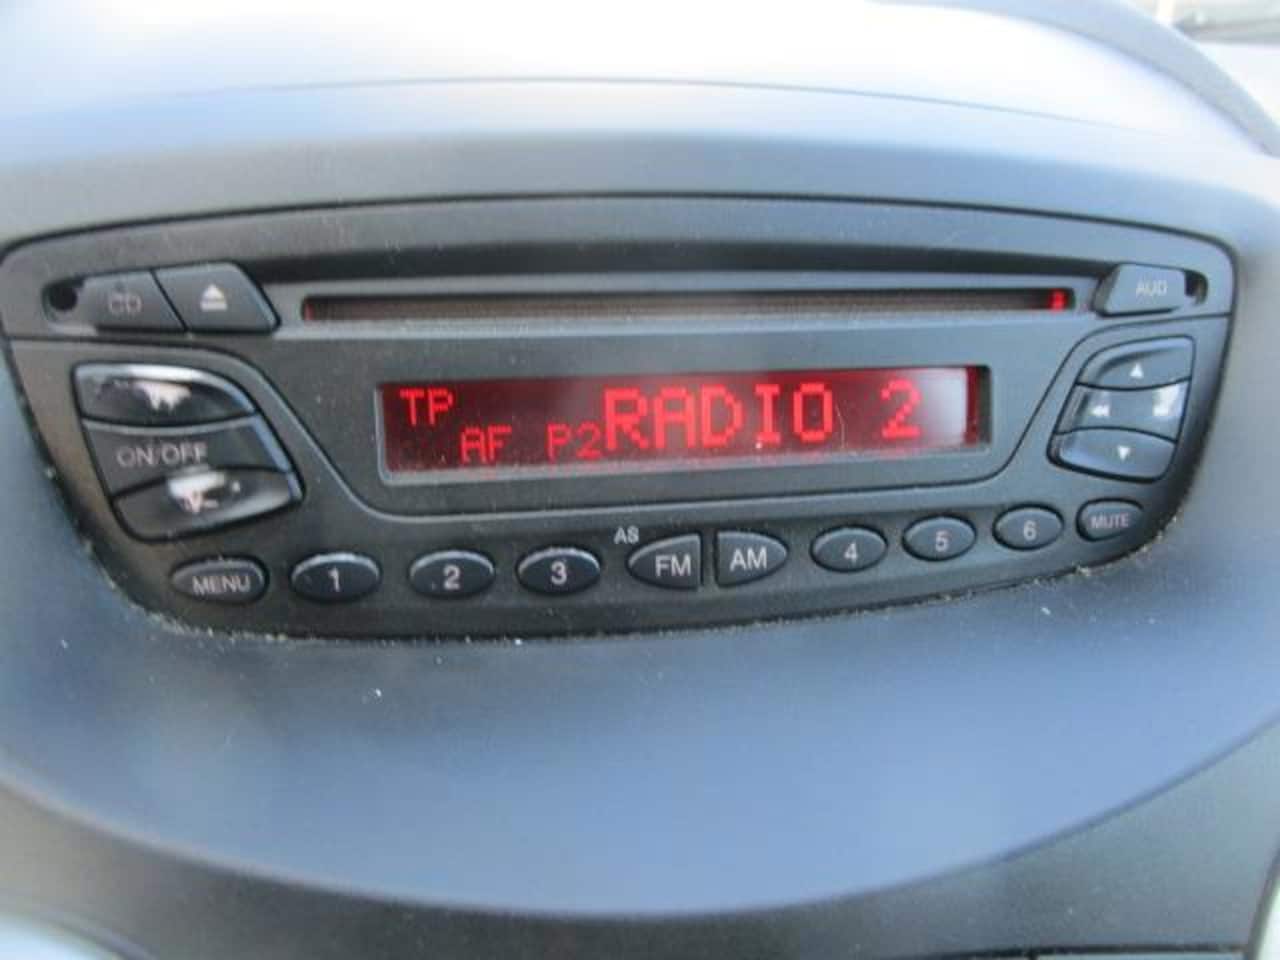 CD
AUD
TP
AF P2 RADIO 2
ON/OFF
AS
MENU 1 2 3 FM AM 4 5 6 MUTE